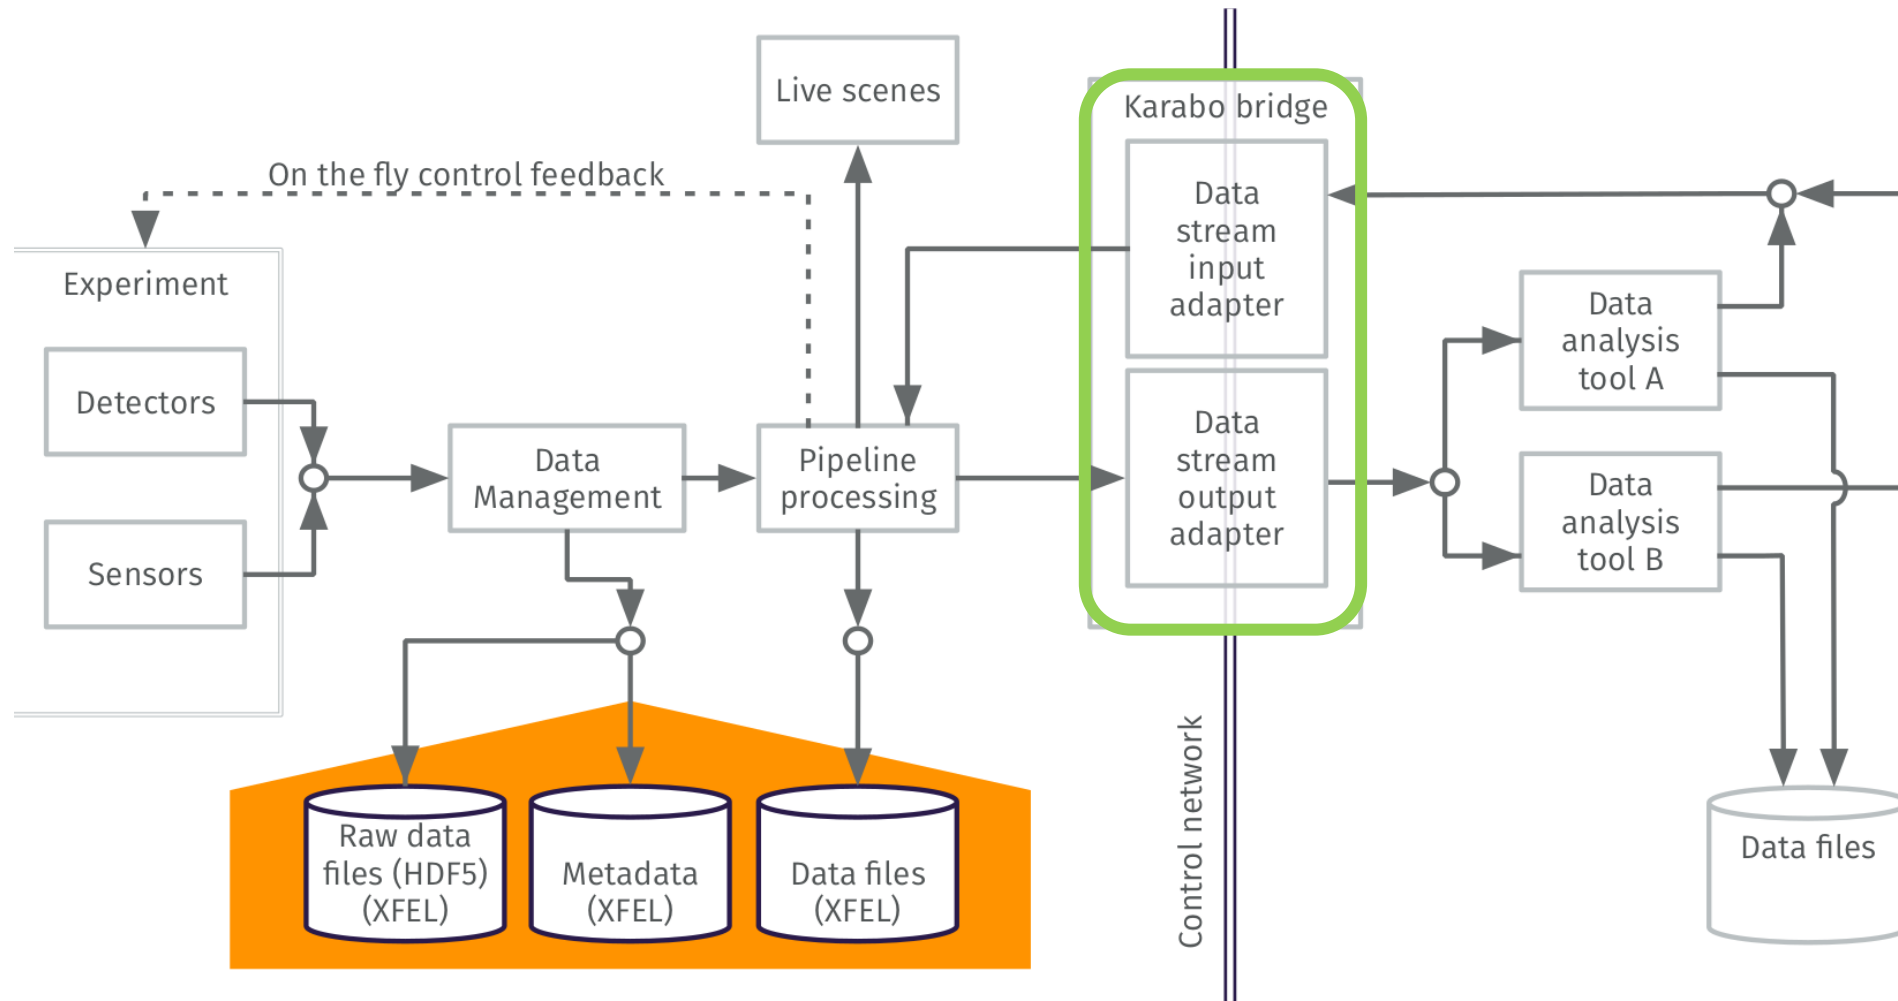 Live scenes
Karabo bridge
On the fly control feedback
Data
stream
input
adapter
Experiment
Data
analysis
tool A
Detectors
Data
stream
output
adapter
Data
Management
Pipeline
processing
Data
analysis
tool B
Sensors
Control network
Raw data
files (HDF5)
(XFEL)
Metadata
(XFEL)
Data files
(XFEL)
Data files